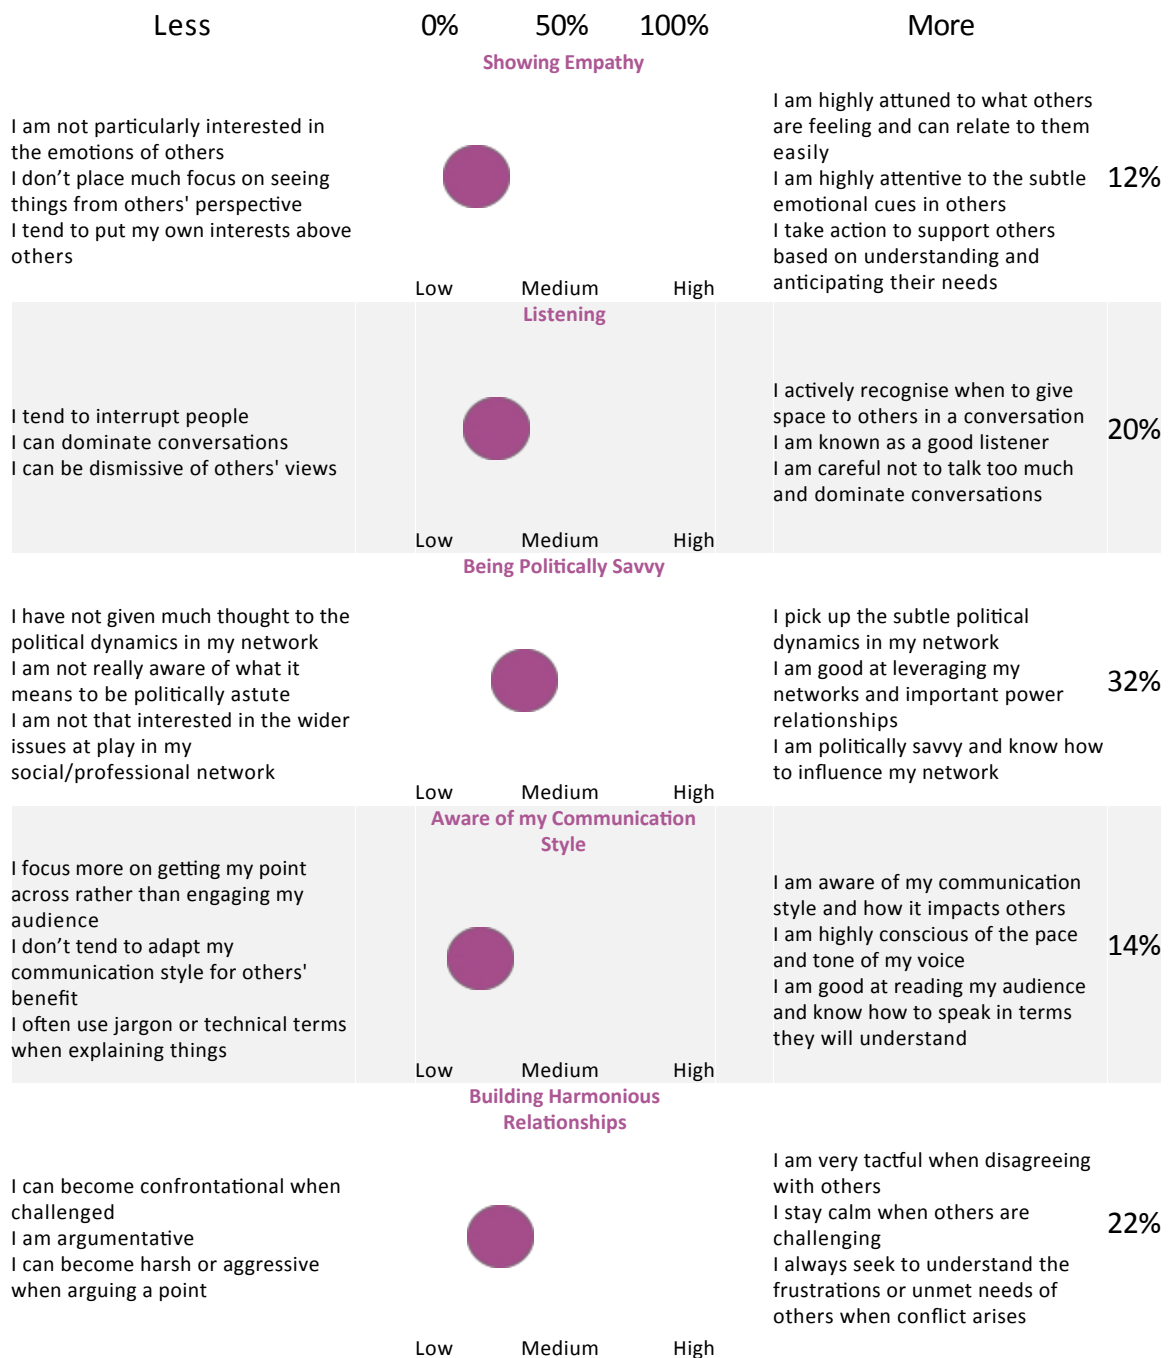 Less 0% 50% 100% More
Showing Empathy
I am not particularly interested in
the emotions of others
I don’t place much focus on seeing
things from others' perspective
I tend to put my own interests above
others
Low Medium High
I am highly attuned to what others
are feeling and can relate to them
easily
I am highly attentive to the subtle
emotional cues in others
I take action to support others
based on understanding and
anticipating their needs
12%
Listening
I tend to interrupt people
I can dominate conversations
I can be dismissive of others' views
Low Medium High
I actively recognise when to give
space to others in a conversation
I am known as a good listener
I am careful not to talk too much
and dominate conversations
20%
Being Politically Savvy
I have not given much thought to the
political dynamics in my network
I am not really aware of what it
means to be politically astute
I am not that interested in the wider
issues at play in my
social/professional network
Low Medium High
I pick up the subtle political
dynamics in my network
I am good at leveraging my
networks and important power
relationships
I am politically savvy and know how
to influence my network
32%
Aware of my Communication
Style
I focus more on getting my point
across rather than engaging my
audience
I don’t tend to adapt my
communication style for others'
benefit
I often use jargon or technical terms
when explaining things
Low Medium High
I am aware of my communication
style and how it impacts others
I am highly conscious of the pace
and tone of my voice
I am good at reading my audience
and know how to speak in terms
they will understand
14%
Building Harmonious
Relationships
I can become confrontational when
challenged
I am argumentative
I can become harsh or aggressive
when arguing a point
Low Medium High
I am very tactful when disagreeing
with others
I stay calm when others are
challenging
I always seek to understand the
frustrations or unmet needs of
others when conflict arises
22%